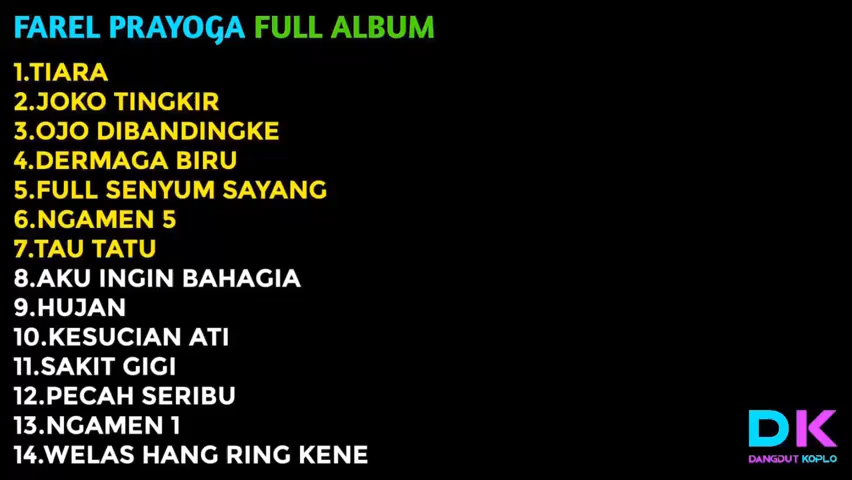 FAREL PRAYOGA FULL ALBUM
1.TIARA
2.JOKO TINGKIR
3.OJO DIBANDINGKE
4.DERMAGA BIRU
5.FULL SENYUM SAYANG
6.NGAMEN 5
7.TAU TATU
8.AKU INGIN BAHAGIA
9.HUJAN
10.KESUCIAN ATI
11.SAKIT GIGI
12.PECAH SERIBU
13.NGAMEN 1
14.WELAS HANG RING KENE
DK
DANGDUT KOPLO